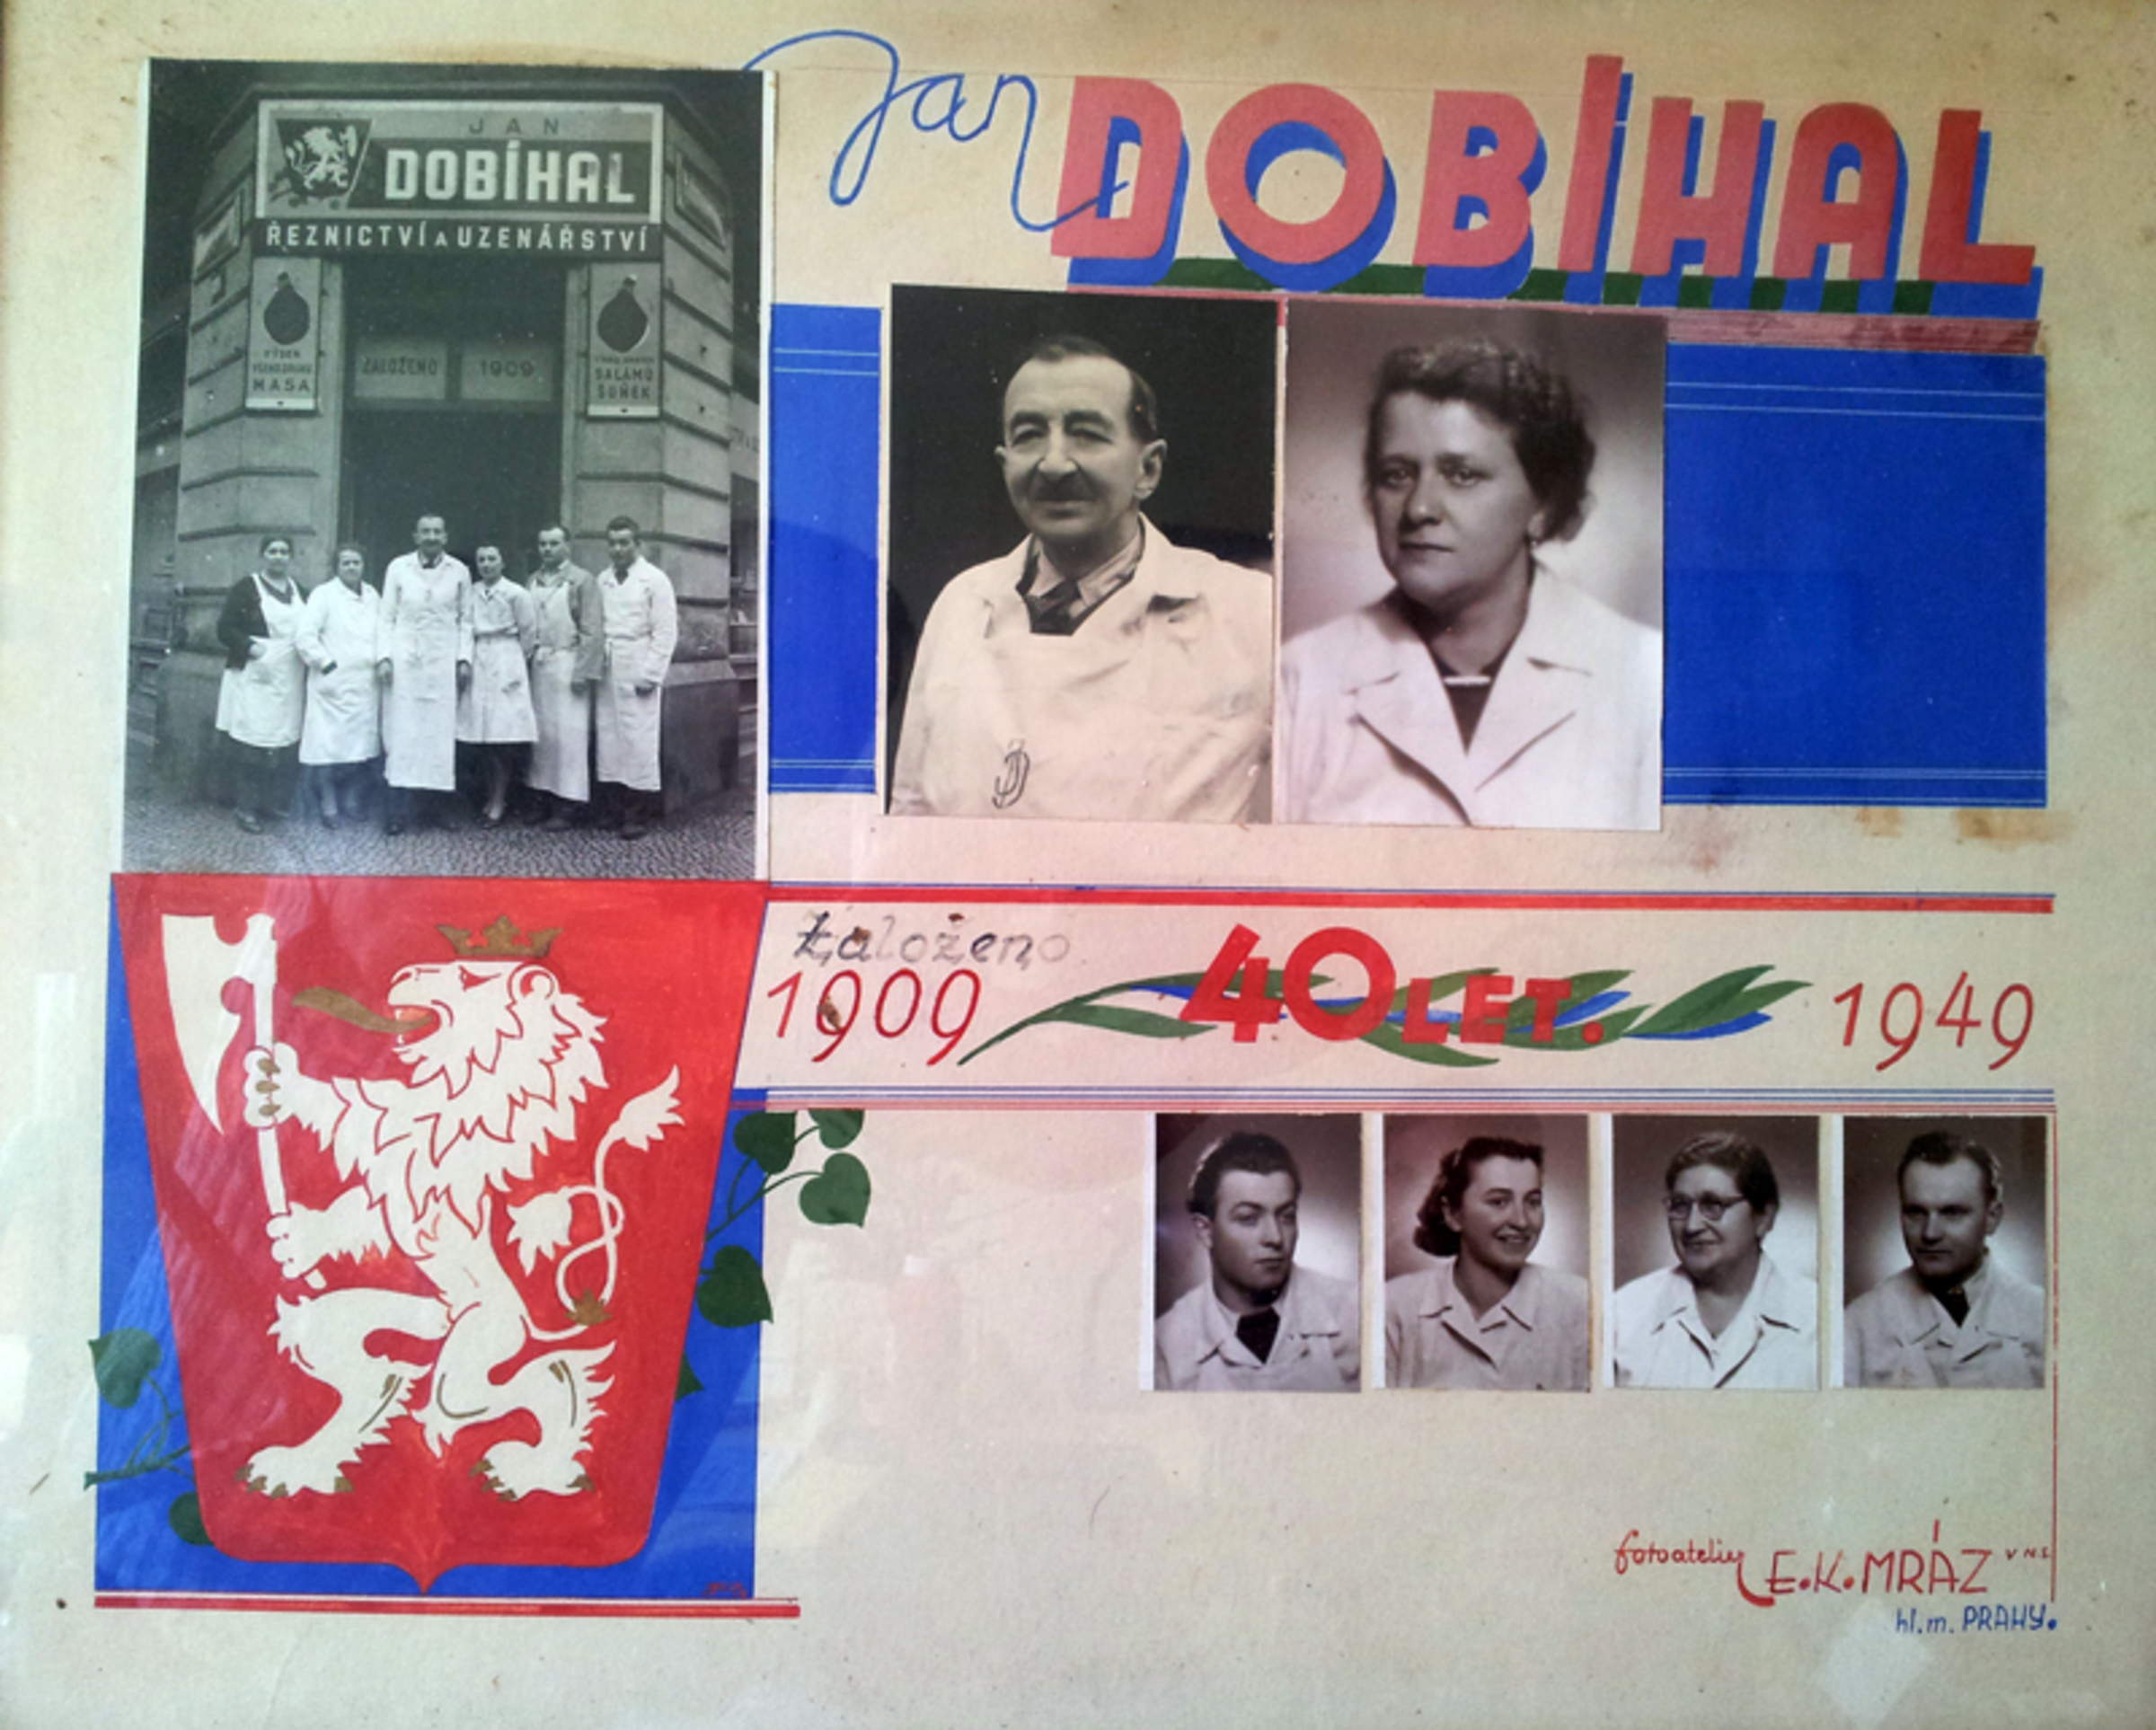 Jan DOBÍHAL
JAN
DOBÍHAL
ŘEZNICTVÍ A UZENÁŘSTVÍ
MASA
ZALOŽENO 1909
SALÁMŮ
ŠUNEK
JD
Založeno
1909 40 LET. 1949
fotoatelier E.K.MRÁZ V N.S.
hl.m. PRAHY.